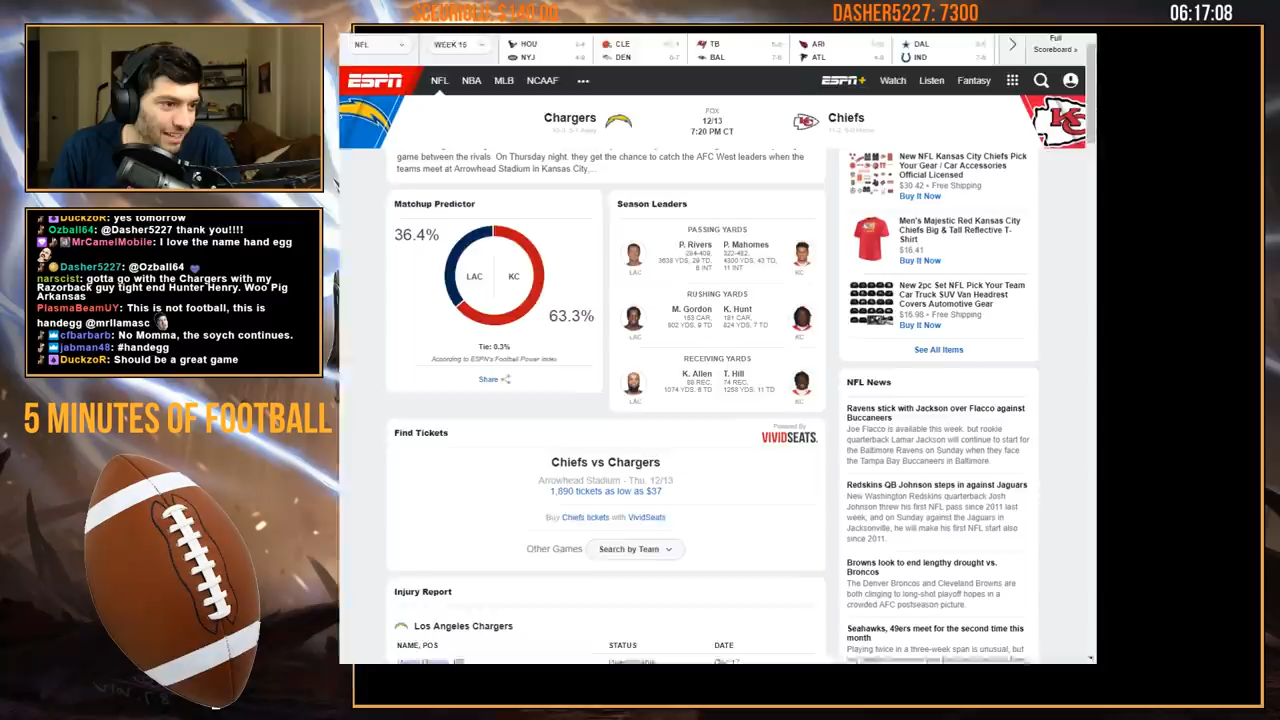 DASHER5227: 7300
06:17:08
NFL
WEEK 15
HOU
NYJ
CLE
DEN
TB
BAL
ARI
ATL
DAL
IND
Full
Scoreboard »
ESPN
NFL
NBA
MLB
NCAAF
ESPN+
Watch
Listen
Fantasy
Chargers
FOX
12/13
7:20 PM CT
Chiefs
game between the rivals. On Thursday night, they get the chance to catch the AFC West leaders when the
teams meet at Arrowhead Stadium in Kansas City,...
Matchup Predictor
36.4%
LAC
KC
63.3%
Tie: 0.3%
According to ESPN's Football Power Index
Share
Season Leaders
PASSING YARDS
P. Rivers
P. Mahomes
LAC
KC
RUSHING YARDS
M. Gordon
K. Hunt
LAC
KC
RECEIVING YARDS
K. Allen
T. Hill
LAC
KC
Find Tickets
Powered By
VIVIDSEATS.
Chiefs vs Chargers
Arrowhead Stadium - Thu. 12/13
1,890 tickets as low as $37
Buy Chiefs tickets with VividSeats
Other Games
Search by Team
Injury Report
Los Angeles Chargers
NAME, POS
STATUS
DATE
New NFL Kansas City Chiefs Pick
Your Gear / Car Accessories
Official Licensed
$30.42 • Free Shipping
Buy It Now
Men's Majestic Red Kansas City
Chiefs Big & Tall Reflective T-
Shirt
$16.41
Buy It Now
New 2pc Set NFL Pick Your Team
Car Truck SUV Van Headrest
Covers Automotive Gear
$16.98 • Free Shipping
Buy It Now
See All Items
NFL News
Ravens stick with Jackson over Flacco against
Buccaneers
Joe Flacco is available this week, but rookie
quarterback Lamar Jackson will continue to start for
the Baltimore Ravens on Sunday when they face
the Tampa Bay Buccaneers in Baltimore.
Redskins QB Johnson steps in against Jaguars
New Washington Redskins quarterback Josh
Johnson threw his first NFL pass since 2011 last
week, and on Sunday against the Jaguars in
Jacksonville, he will make his first NFL start also
since 2011.
Browns look to end lengthy drought vs.
Broncos
The Denver Broncos and Cleveland Browns are
both clinging to long-shot playoff hopes in a
crowded AFC postseason picture.
Seahawks, 49ers meet for the second time this
month
Playing twice in a three-week span is unusual, but
DuckzoR: yes tomorrow
Ozball64: @Dasher5227 thank you!!!!
MrCamelMobile: I love the name hand egg
Dasher5227: @Ozball64
narscist: gotta go with the Chargers with my
Razorback guy tight end Hunter Henry. Woo Pig
Arkansas
PlasmaBeamUY: This is not football, this is
handegg @mrllamasc
cfbarbarb: No Momma, the soych continues.
jabman48: #handegg
DuckzoR: Should be a great game
5 MINUTES OF FOOTBALL